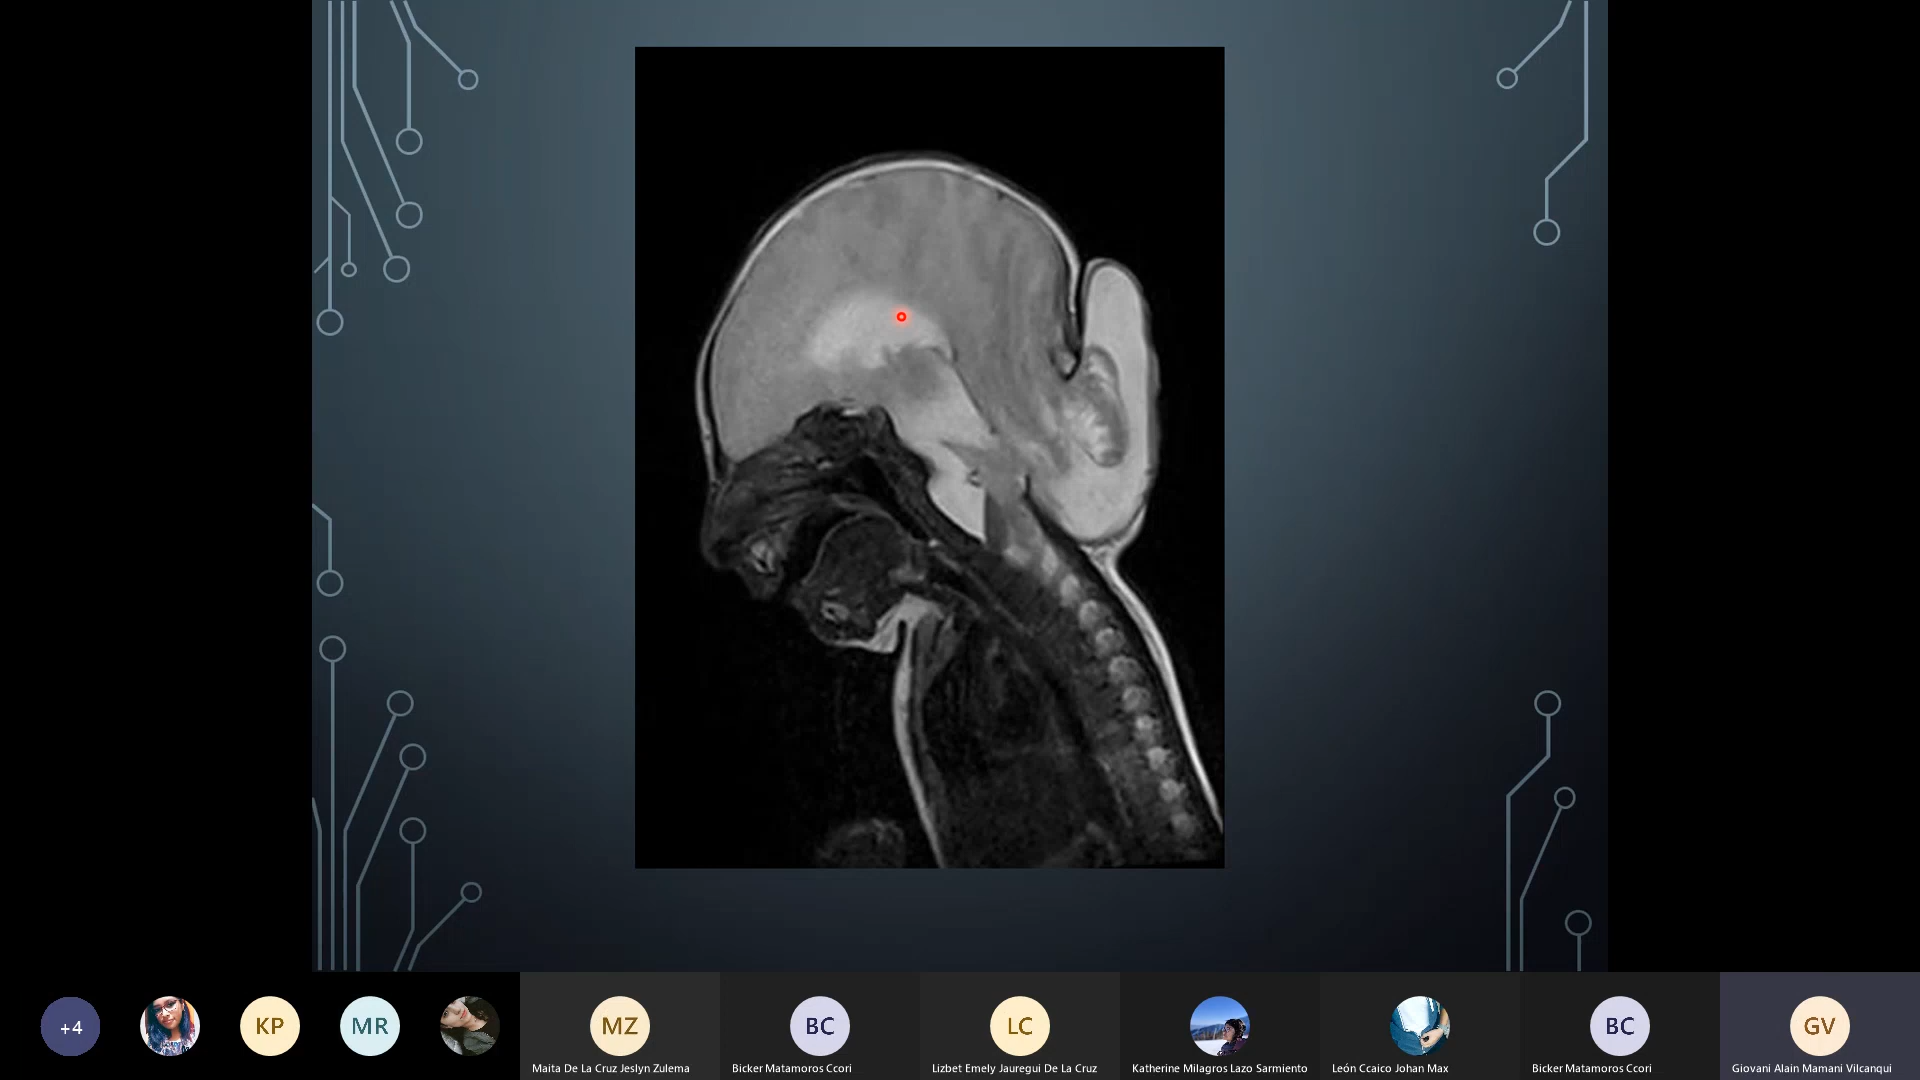 +4
KP
MR
MZ
BC
LC
BC
GV
Maita De La Cruz Jeslyn Zulema
Bicker Matamoros Ccori
Lizbet Emely Jauregui De La Cruz
Katherine Milagros Lazo Sarmiento
León Ccaico Johan Max
Bicker Matamoros Ccori
Giovani Alain Mamani Vilcanqui